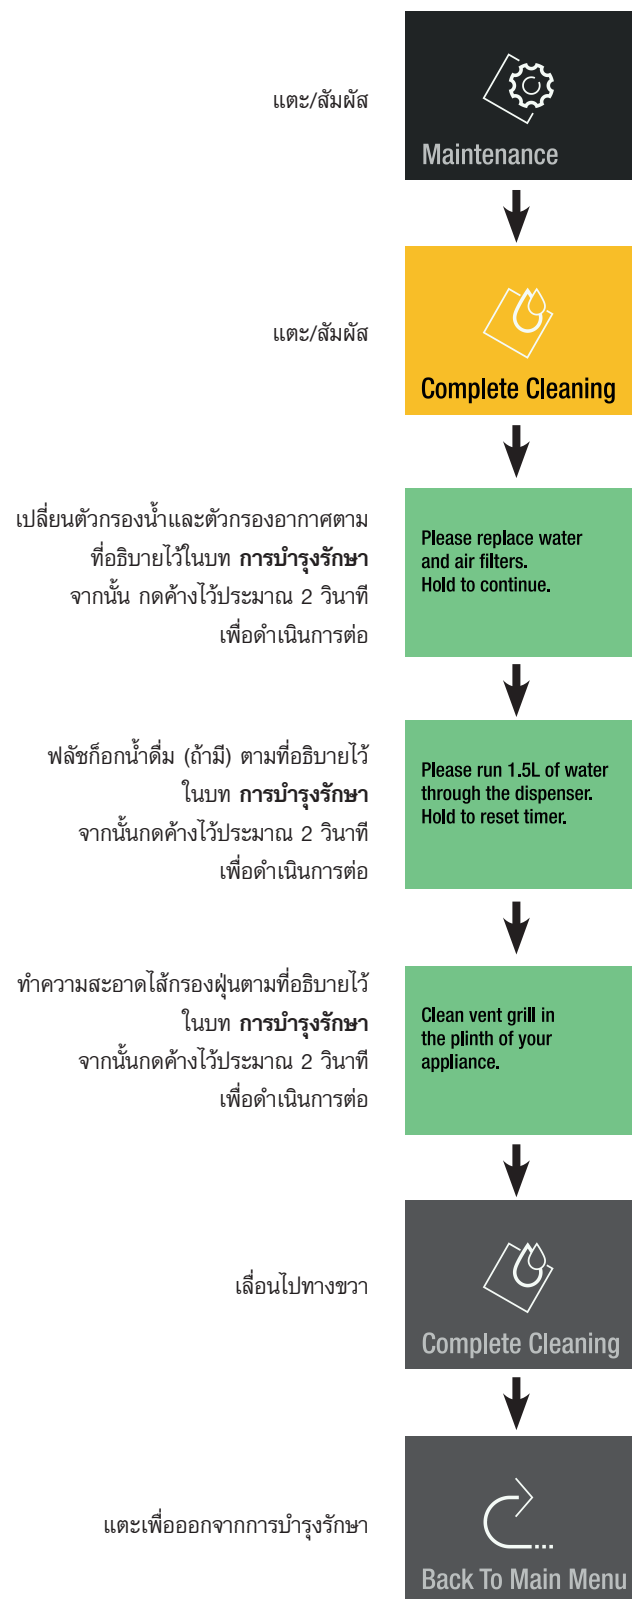 แตะ/สัมผัส
Maintenance
แตะ/สัมผัส
Complete Cleaning
เปลี่ยนตัวกรองน้ำและตัวกรองอากาศตาม
ที่อธิบายไว้ในบท การบำรุงรักษา
จากนั้น กดค้างไว้ประมาณ 2 วินาที
เพื่อดำเนินการต่อ
Please replace water
and air filters.
Hold to continue.
ฟลัชก็อกน้ำดื่ม (ถ้ามี) ตามที่อธิบายไว้
ในบท การบำรุงรักษา
จากนั้นกดค้างไว้ประมาณ 2 วินาที
เพื่อดำเนินการต่อ
Please run 1.5L of water
through the dispenser.
Hold to reset timer.
ทำความสะอาดไส้กรองฝุ่นตามที่อธิบายไว้
ในบท การบำรุงรักษา
จากนั้นกดค้างไว้ประมาณ 2 วินาที
เพื่อดำเนินการต่อ
Clean vent grill in
the plinth of your
appliance.
เลื่อนไปทางขวา
Complete Cleaning
แตะเพื่อออกจากการบำรุงรักษา
Back To Main Menu